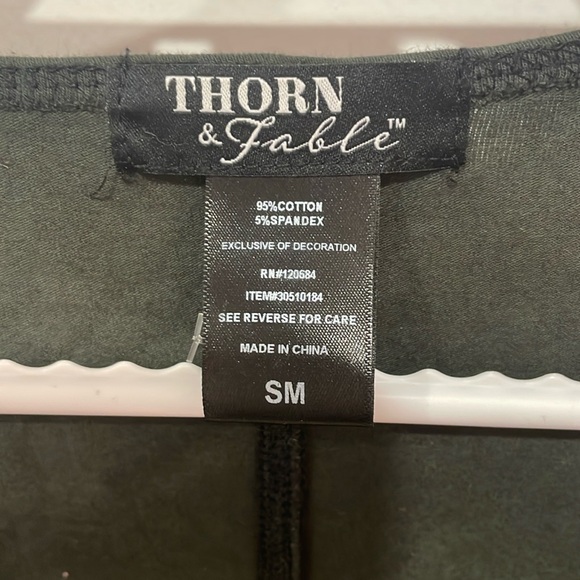 THORN
& Fable™
95%COTTON
5%SPANDEX
EXCLUSIVE OF DECORATION
RN#120684
ITEM#30510184
SEE REVERSE FOR CARE
MADE IN CHINA
SM